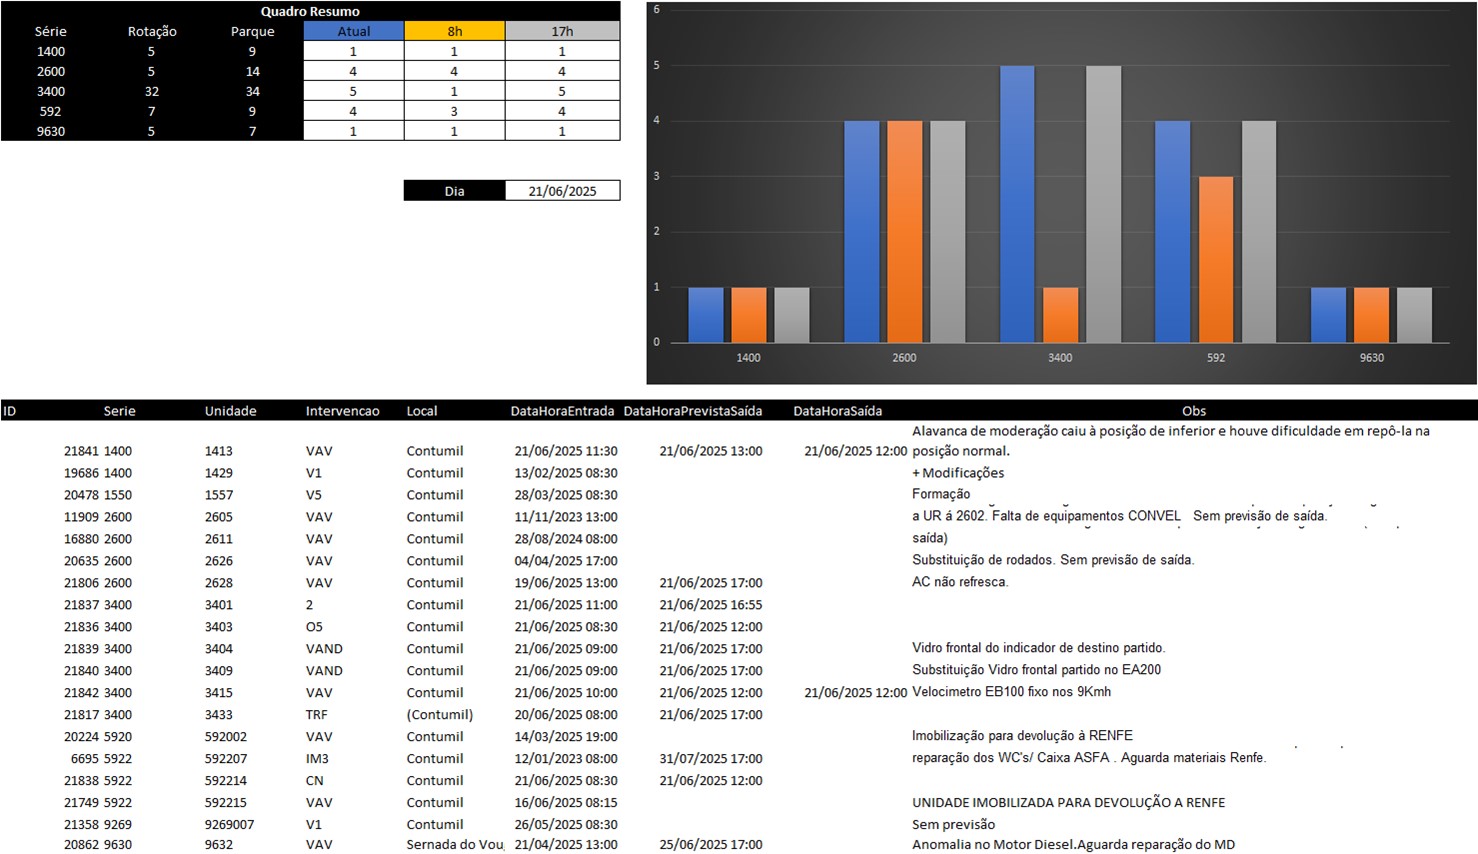 Quadro Resumo
Série Rotação Parque Atual 8h 17h
1400 5 9 1 1 1
2600 5 14 4 4 4
3400 32 34 5 1 5
592 7 9 4 3 4
9630 5 7 1 1 1
Dia 21/06/2025
6
5
4
3
2
1
0
1400 2600 3400 592 9630
ID Serie Unidade Intervencao Local DataHoraEntrada DataHoraPrevistaSaída DataHoraSaída Obs
Alavanca de moderação caiu à posição de inferior e houve dificuldade em repô-la na
21841 1400 1413 VAV Contumil 21/06/2025 11:30 21/06/2025 13:00 21/06/2025 12:00 posição normal.
19686 1400 1429 V1 Contumil 13/02/2025 08:30 + Modificações
20478 1550 1557 V5 Contumil 28/03/2025 08:30 Formação
11909 2600 2605 VAV Contumil 11/11/2023 13:00 a UR á 2602. Falta de equipamentos CONVEL Sem previsão de saída.
16880 2600 2611 VAV Contumil 28/08/2024 08:00 saída)
20635 2600 2626 VAV Contumil 04/04/2025 17:00 Substituição de rodados. Sem previsão de saída.
21806 2600 2628 VAV Contumil 19/06/2025 13:00 21/06/2025 17:00 AC não refresca.
21837 3400 3401 2 Contumil 21/06/2025 11:00 21/06/2025 16:55
21836 3400 3403 O5 Contumil 21/06/2025 08:30 21/06/2025 12:00
21839 3400 3404 VAND Contumil 21/06/2025 09:00 21/06/2025 17:00 Vidro frontal do indicador de destino partido.
21840 3400 3409 VAND Contumil 21/06/2025 09:00 21/06/2025 17:00 Substituição Vidro frontal partido no EA200
21842 3400 3415 VAV Contumil 21/06/2025 10:00 21/06/2025 12:00 21/06/2025 12:00 Velocimetro EB100 fixo nos 9Kmh
21817 3400 3433 TRF (Contumil) 20/06/2025 08:00 21/06/2025 17:00
20224 5920 592002 VAV Contumil 14/03/2025 19:00 Imobilização para devolução à RENFE
6695 5922 592207 IM3 Contumil 12/01/2023 08:00 31/07/2025 17:00 reparação dos WC's/ Caixa ASFA . Aguarda materiais Renfe.
21838 5922 592214 CN Contumil 21/06/2025 08:30 21/06/2025 12:00
21749 5922 592215 VAV Contumil 16/06/2025 08:15 UNIDADE IMOBILIZADA PARA DEVOLUÇÃO A RENFE
21358 9269 9269007 V1 Contumil 26/05/2025 08:30 Sem previsão
20862 9630 9632 VAV Sernada do Vou 21/04/2025 13:00 25/06/2025 17:00 Anomalia no Motor Diesel.Aguarda reparação do MD